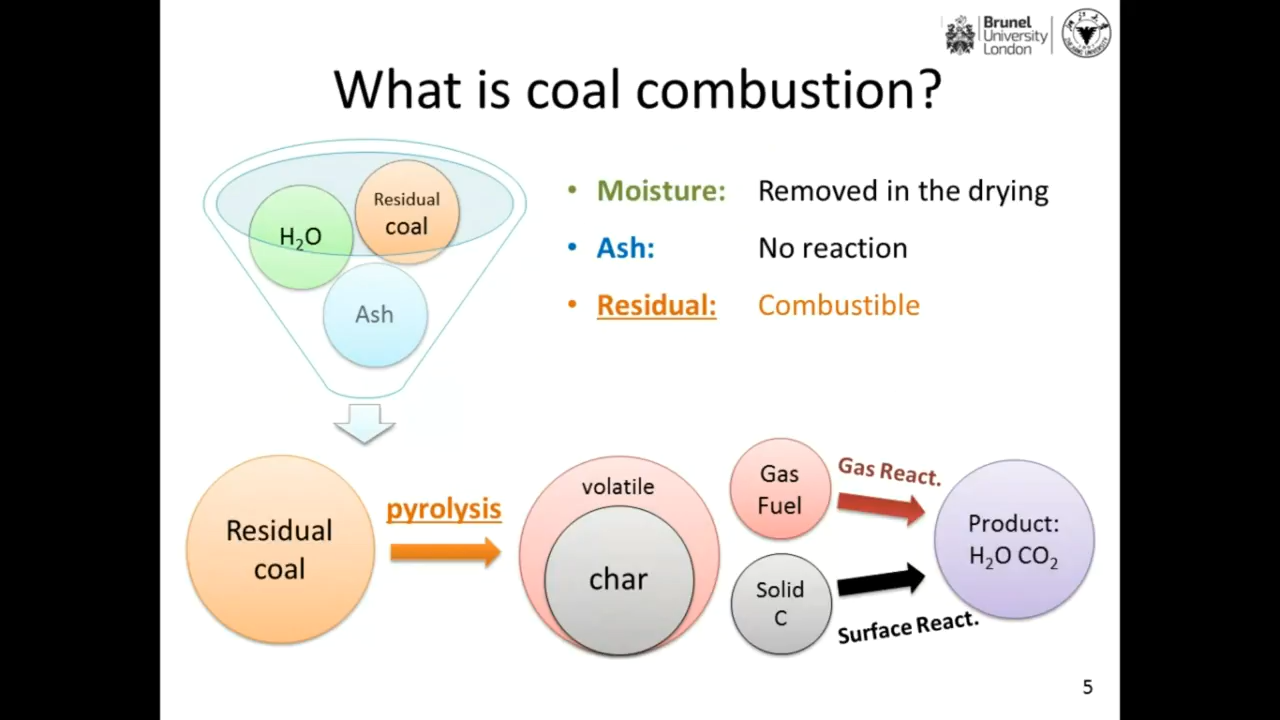 Brunel
University
London
What is coal combustion?
Residual
coal
H₂O
Ash
• Moisture: Removed in the drying
• Ash: No reaction
• Residual: Combustible
Residual
coal
pyrolysis
volatile
char
Gas
Fuel
Gas React.
Solid
C
Surface React.
Product:
H₂O CO₂
5